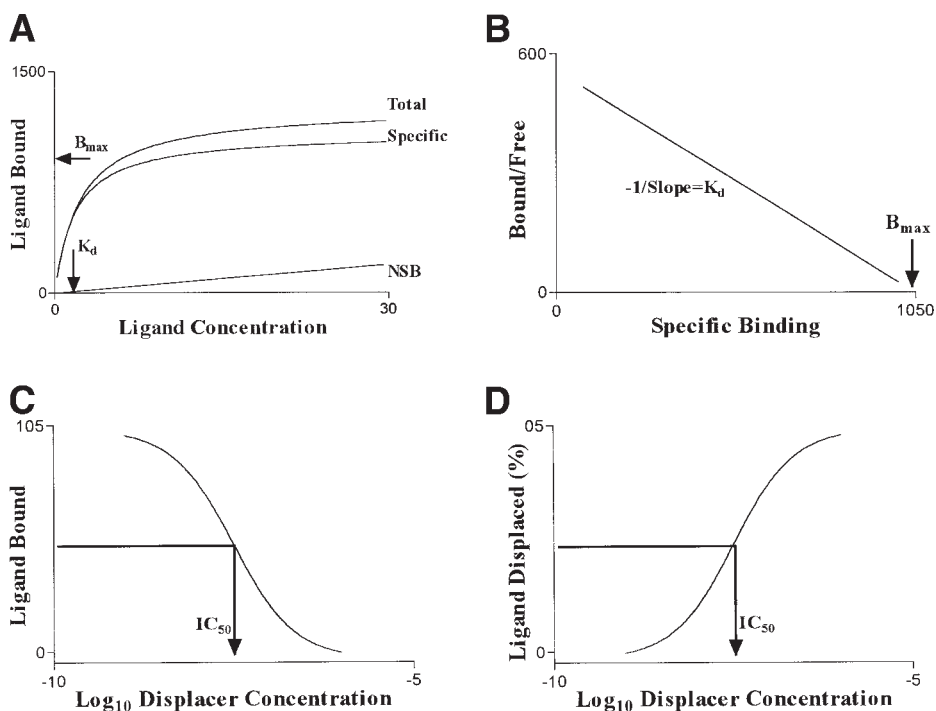 A
1500
Total
Specific
Bmax
Kd
NSB
Ligand Bound
0
0
30
Ligand Concentration
B
600
Bound/Free
-1/Slope=Kd
Bmax
0
0
1050
Specific Binding
C
105
Ligand Bound
IC50
0
-10
-5
Log10 Displacer Concentration
D
05
Ligand Displaced (%)
IC50
0
-10
-5
Log10 Displacer Concentration